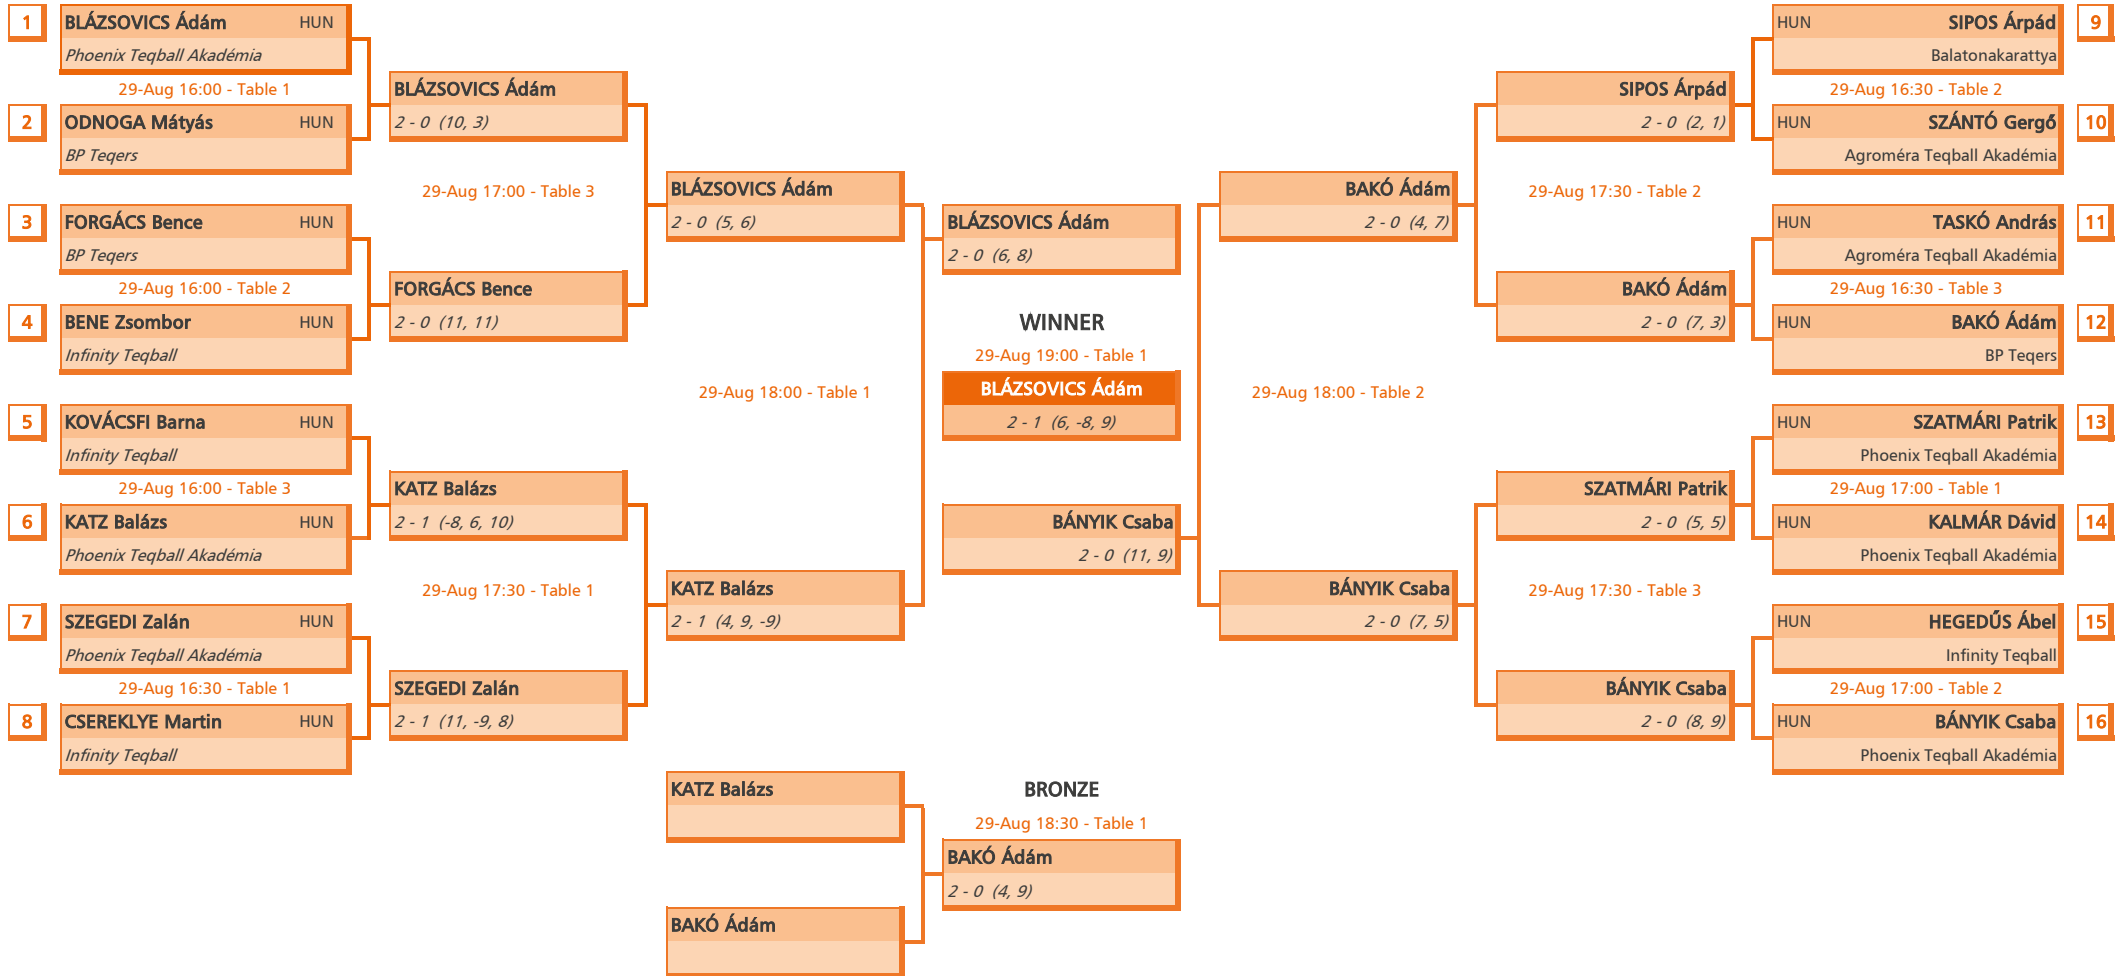 1
BLÁZSOVICS Ádám HUN
Phoenix Teqball Akadémia
29-Aug 16:00 - Table 1
2
ODNOGA Mátyás HUN
BP Teqers
3
FORGÁCS Bence HUN
BP Teqers
29-Aug 16:00 - Table 2
4
BENE Zsombor HUN
Infinity Teqball
5
KOVÁCSFI Barna HUN
Infinity Teqball
29-Aug 16:00 - Table 3
6
KATZ Balázs HUN
Phoenix Teqball Akadémia
7
SZEGEDI Zalán HUN
Phoenix Teqball Akadémia
29-Aug 16:30 - Table 1
8
CSEREKLYE Martin HUN
Infinity Teqball
BLÁZSOVICS Ádám
2 - 0 (10, 3)
29-Aug 17:00 - Table 3
FORGÁCS Bence
2 - 0 (11, 11)
KATZ Balázs
2 - 1 (-8, 6, 10)
29-Aug 17:30 - Table 1
SZEGEDI Zalán
2 - 1 (11, -9, 8)
BLÁZSOVICS Ádám
2 - 0 (5, 6)
29-Aug 18:00 - Table 1
KATZ Balázs
2 - 1 (4, 9, -9)
BLÁZSOVICS Ádám
2 - 0 (6, 8)
WINNER
29-Aug 19:00 - Table 1
BLÁZSOVICS Ádám
2 - 1 (6, -8, 9)
BÁNYIK Csaba
2 - 0 (11, 9)
KATZ Balázs
BAKÓ Ádám
BRONZE
29-Aug 18:30 - Table 1
BAKÓ Ádám
2 - 0 (4, 9)
BAKÓ Ádám
2 - 0 (4, 7)
29-Aug 18:00 - Table 2
BÁNYIK Csaba
2 - 0 (7, 5)
SIPOS Árpád
2 - 0 (2, 1)
29-Aug 17:30 - Table 2
BAKÓ Ádám
2 - 0 (7, 3)
SZATMÁRI Patrik
2 - 0 (5, 5)
29-Aug 17:30 - Table 3
BÁNYIK Csaba
2 - 0 (8, 9)
HUN SIPOS Árpád
9
Balatonakarattya
29-Aug 16:30 - Table 2
HUN SZÁNTÓ Gergő
10
Agroméra Teqball Akadémia
HUN TASKÓ András
11
Agroméra Teqball Akadémia
29-Aug 16:30 - Table 3
HUN BAKÓ Ádám
12
BP Teqers
HUN SZATMÁRI Patrik
13
Phoenix Teqball Akadémia
29-Aug 17:00 - Table 1
HUN KALMÁR Dávid
14
Phoenix Teqball Akadémia
HUN HEGEDŰS Ábel
15
Infinity Teqball
29-Aug 17:00 - Table 2
HUN BÁNYIK Csaba
16
Phoenix Teqball Akadémia